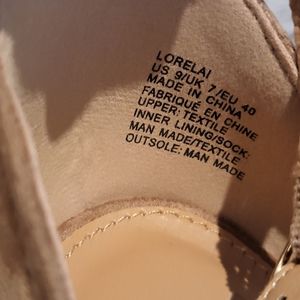 LORELAI
US 9/UK 7/EU 40
MADE IN CHINA
FABRIQUÉ EN CHINE
UPPER: TEXTILE
INNER LINING/SOCK:
MAN MADE/TEXTILE
OUTSOLE: MAN MADE